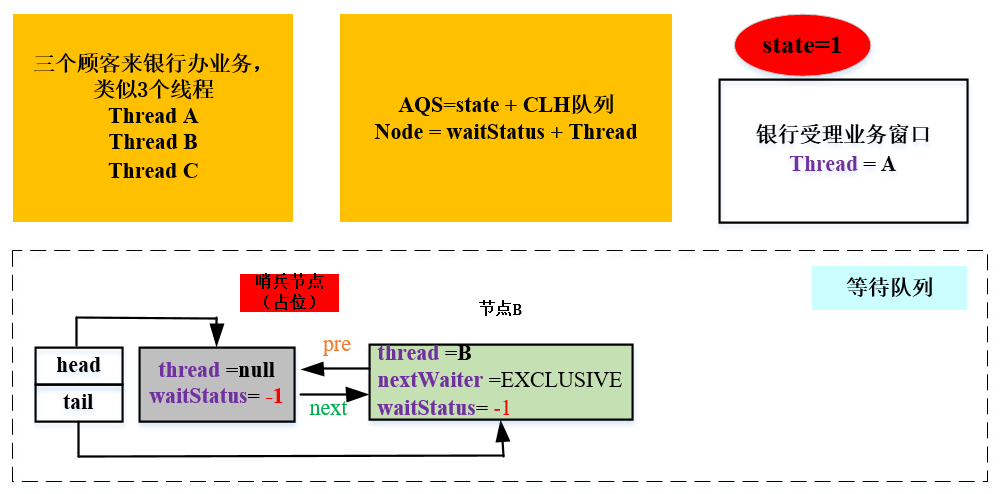 三个顾客来银行办业务，
类似3个线程
Thread A
Thread B
Thread C
AQS=state + CLH队列
Node = waitStatus + Thread
state=1
银行受理业务窗口
Thread = A
哨兵节点
（占位）
等待队列
节点B
head
tail
thread =null
waitStatus= -1
pre
next
thread =B
nextWaiter =EXCLUSIVE
waitStatus= -1